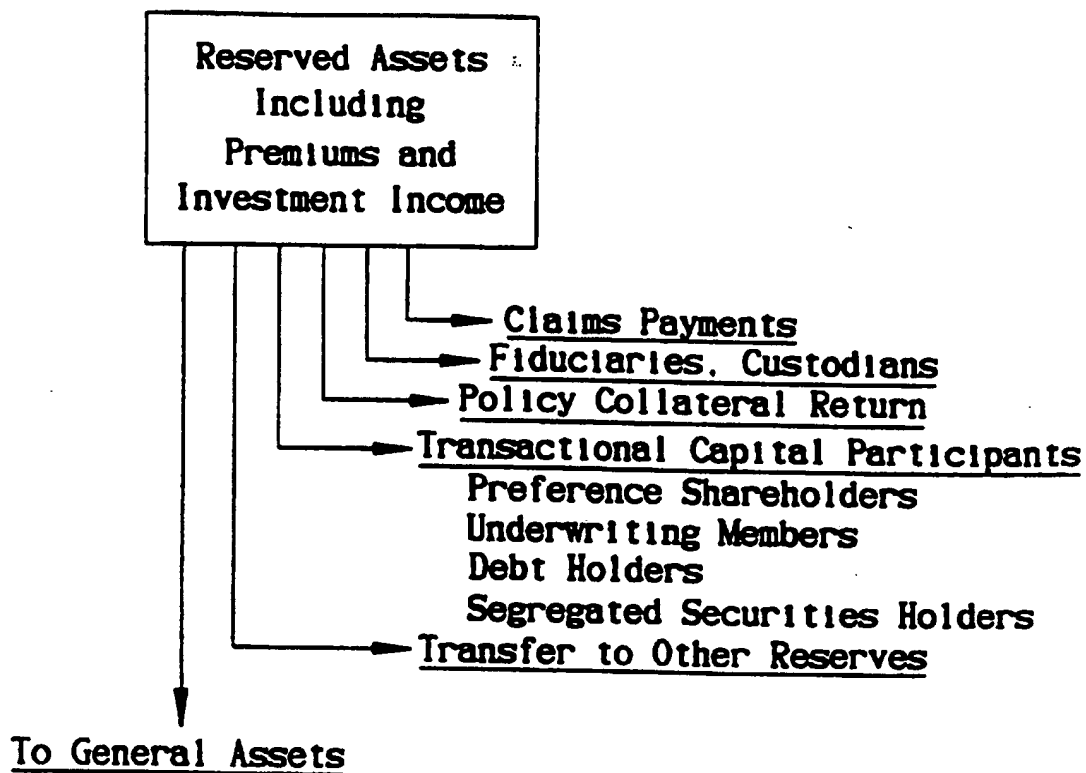 Reserved Assets
Including
Premiums and
Investment Income
Claims Payments
Fiduciaries. Custodians
Policy Collateral Return
Transactional Capital Participants
Preference Shareholders
Underwriting Members
Debt Holders
Segregated Securities Holders
Transfer to Other Reserves
To General Assets